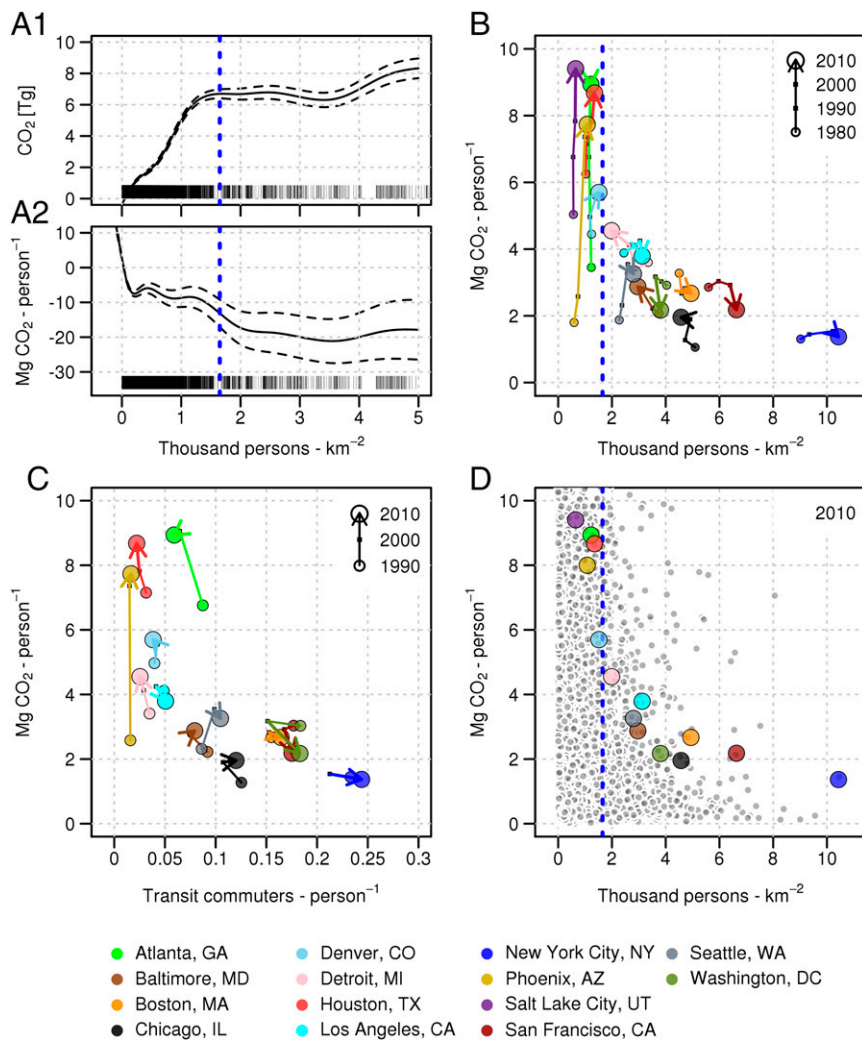 A1
CO₂ [Tg]
10
8
6
4
2
0
A2
Mg CO₂ - person⁻¹
10
0
-10
-20
-30
0 1 2 3 4 5
Thousand persons - km⁻²
B
Mg CO₂ - person⁻¹
10
8
6
4
2
0
2010
2000
1990
1980
0 2 4 6 8 10
Thousand persons - km⁻²
C
Mg CO₂ - person⁻¹
10
8
6
4
2
0
2010
2000
1990
0 0.05 0.1 0.15 0.2 0.25 0.3
Transit commuters - person⁻¹
D
Mg CO₂ - person⁻¹
10
8
6
4
2
0
2010
0 2 4 6 8 10
Thousand persons - km⁻²
Atlanta, GA
Baltimore, MD
Boston, MA
Chicago, IL
Denver, CO
Detroit, MI
Houston, TX
Los Angeles, CA
New York City, NY
Phoenix, AZ
Salt Lake City, UT
San Francisco, CA
Seattle, WA
Washington, DC